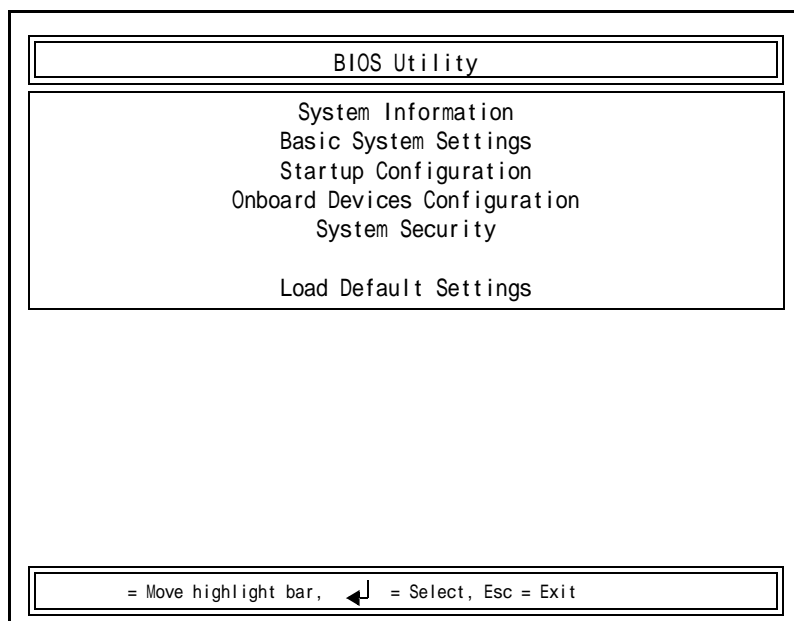 BIOS Utility
System Information
Basic System Settings
Startup Configuration
Onboard Devices Configuration
System Security
Load Default Settings
= Move highlight bar, = Select, Esc = Exit